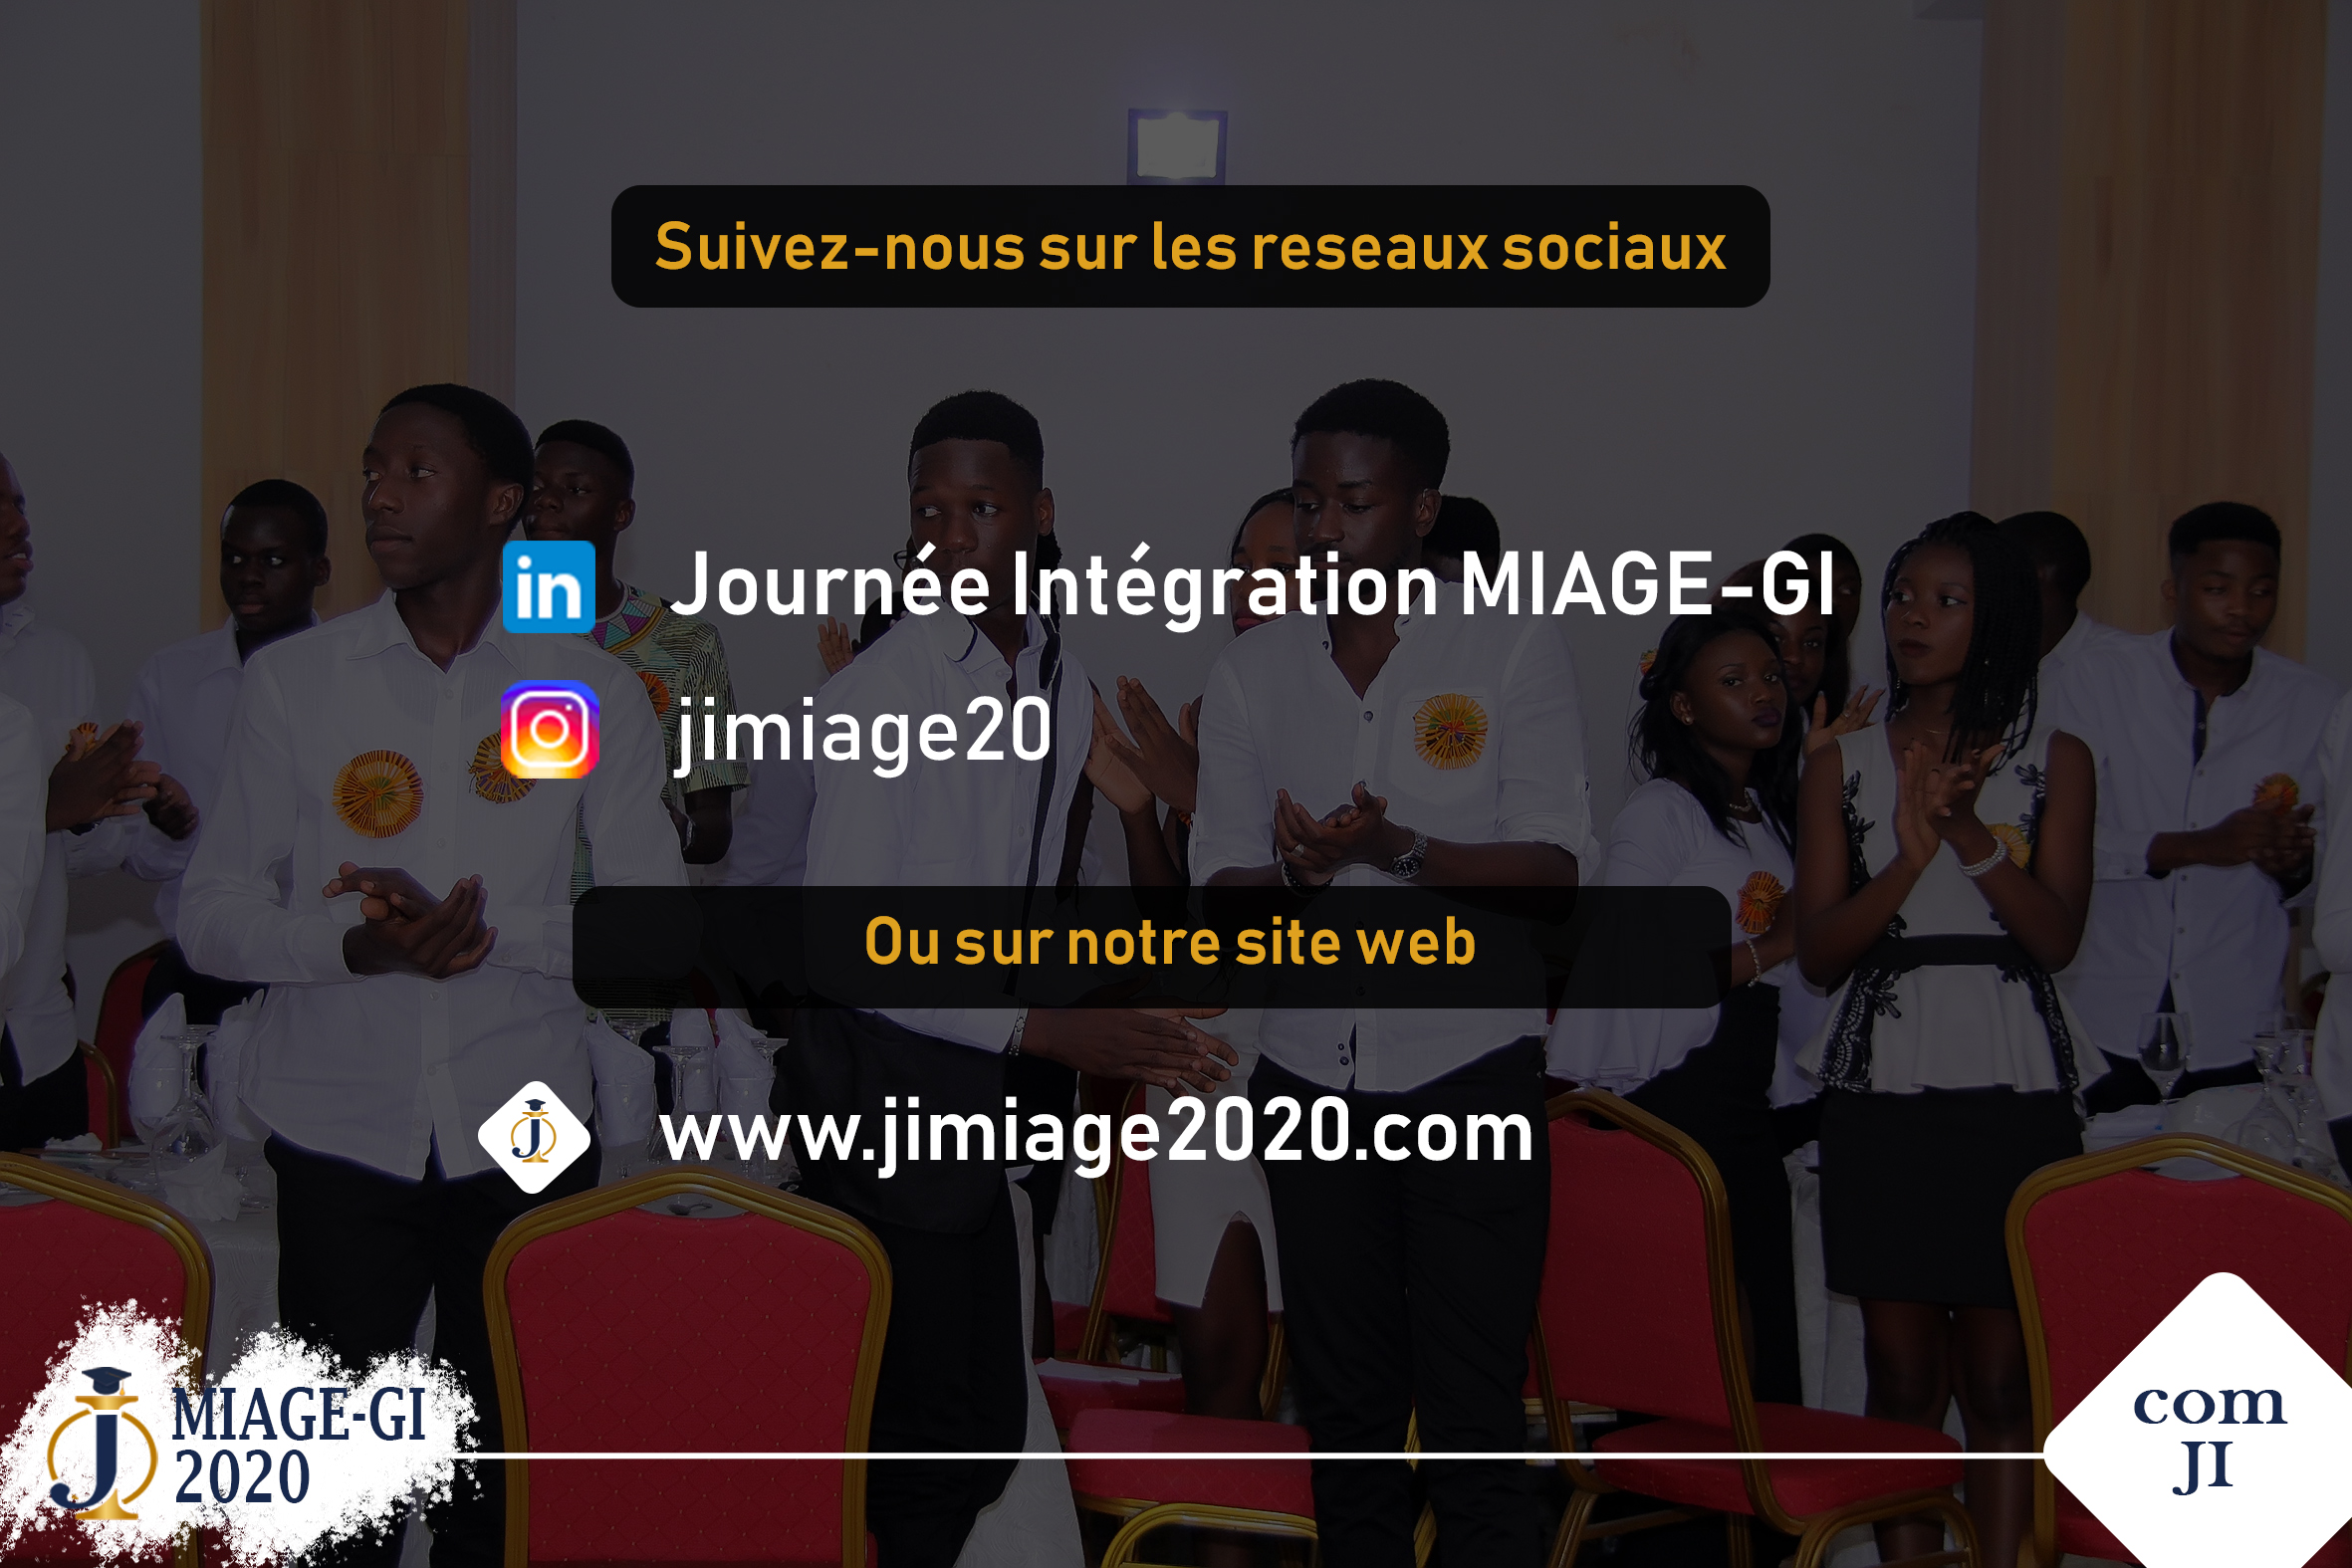 Suivez-nous sur les reseaux sociaux
in
Journée Intégration MIAGE-GI
jimiage20
Ou sur notre site web
www.jimiage2020.com
MIAGE-GI
2020
com
JI